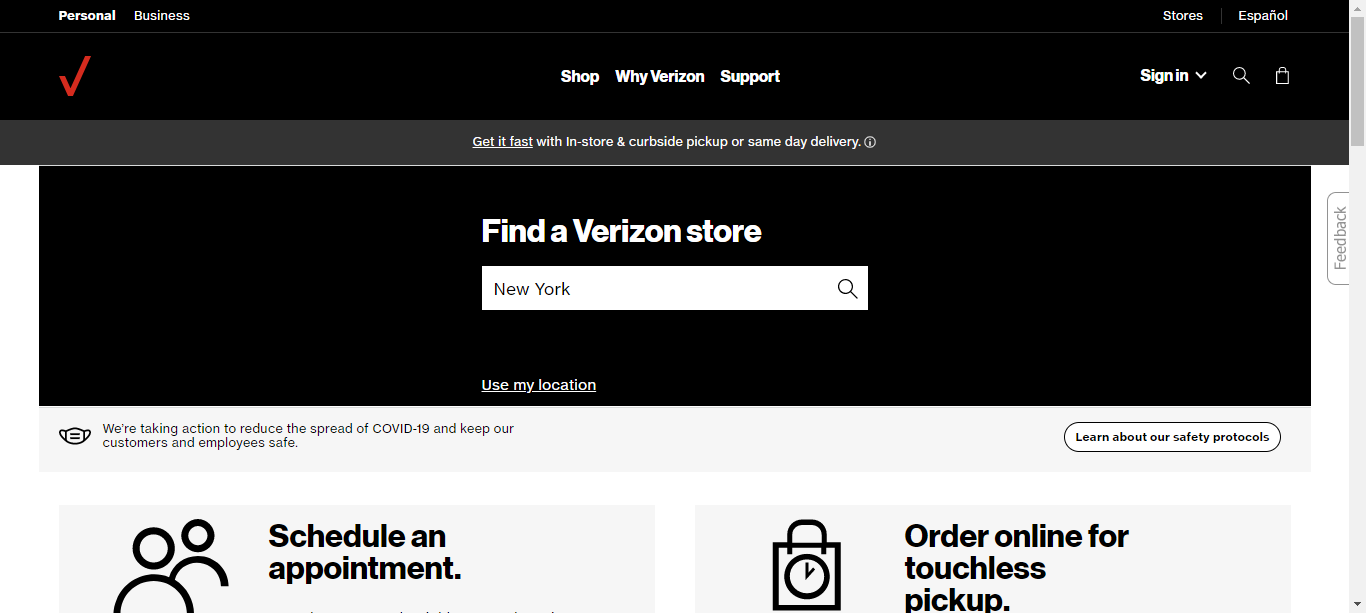 Personal Business Stores Español
Shop Why Verizon Support Sign in
Get it fast with In-store & curbside pickup or same day delivery.
Feedback
Find a Verizon store
New York
Use my location
We're taking action to reduce the spread of COVID-19 and keep our
customers and employees safe.
Learn about our safety protocols
Schedule an
appointment.
Order online for
touchless
pickup.